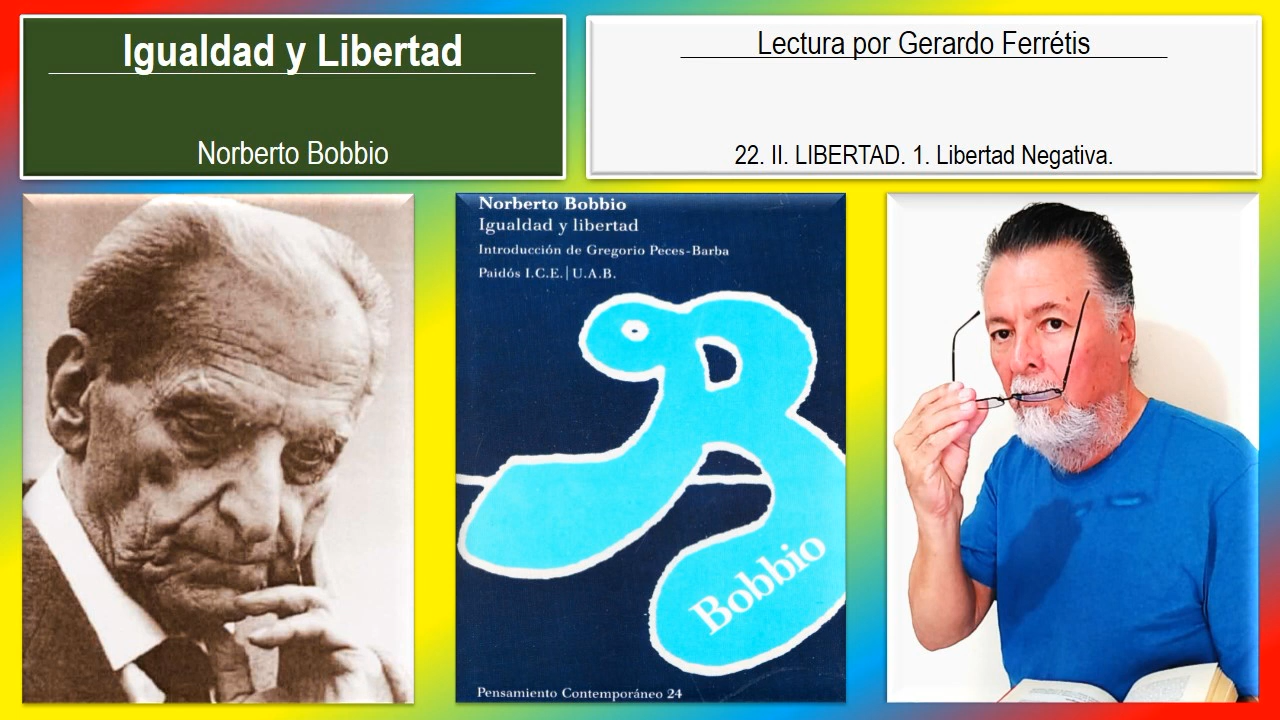 Igualdad y Libertad
Norberto Bobbio
Lectura por Gerardo Ferrétis
22. II. LIBERTAD. 1. Libertad Negativa.
Norberto Bobbio
Igualdad y libertad
Introducción de Gregorio Peces-Barba
Paidós I.C.E. | U.A.B.
Bobbio
Pensamiento Contemporáneo 24